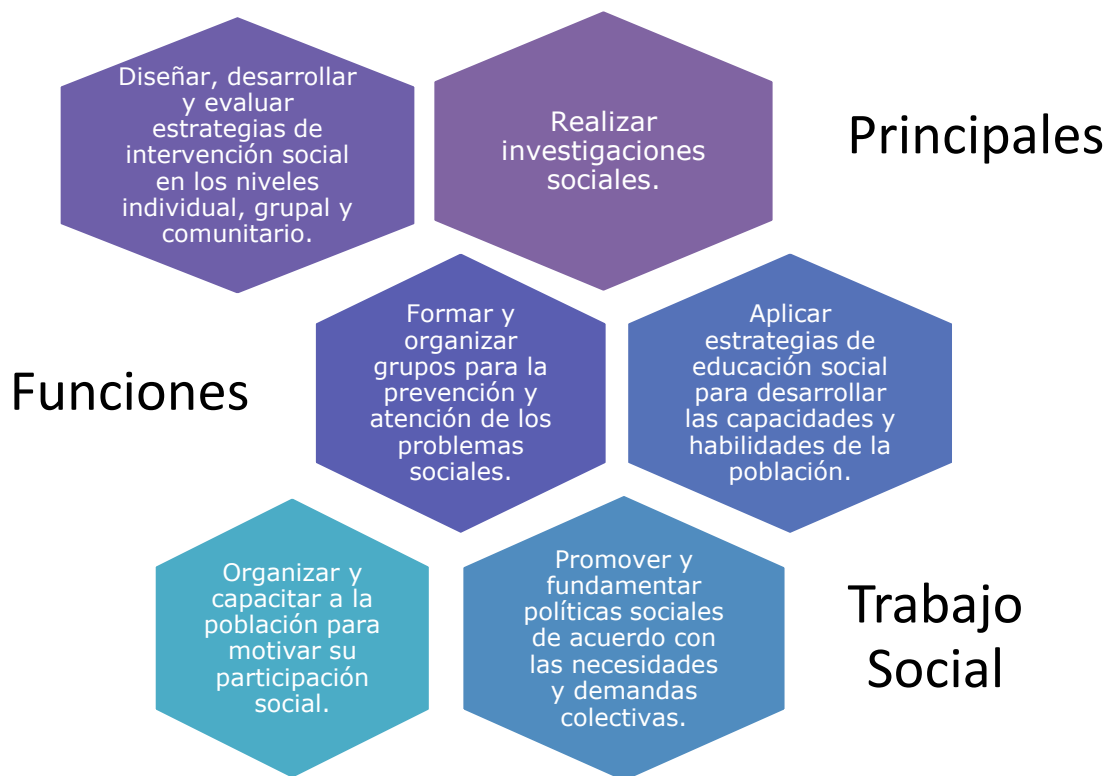 Diseñar, desarrollar
y evaluar
estrategias de
intervención social
en los niveles
individual, grupal y
comunitario.
Realizar
investigaciones
sociales.
Principales
Funciones
Formar y
organizar
grupos para la
prevención y
atención de los
problemas
sociales.
Aplicar
estrategias de
educación social
para desarrollar
las capacidades y
habilidades de la
población.
Organizar y
capacitar a la
población para
motivar su
participación
social.
Promover y
fundamentar
políticas sociales
de acuerdo con
las necesidades
y demandas
colectivas.
Trabajo
Social